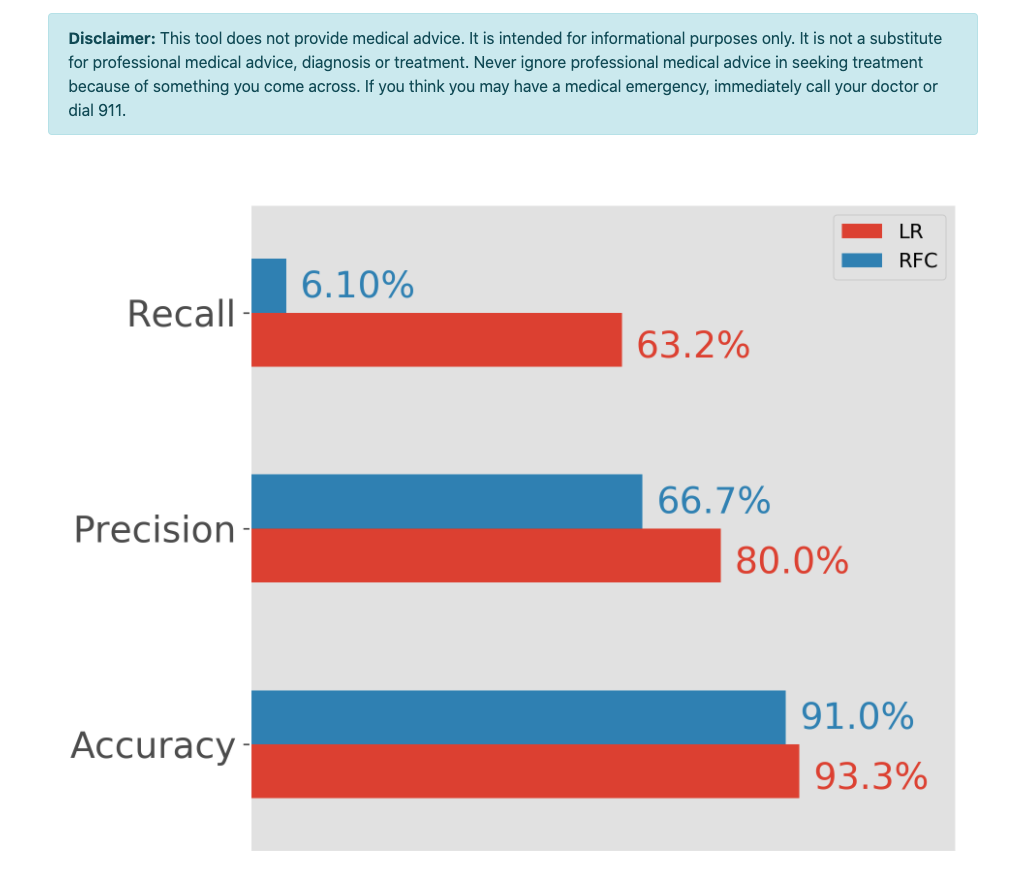 Disclaimer: This tool does not provide medical advice. It is intended for informational purposes only. It is not a substitute
for professional medical advice, diagnosis or treatment. Never ignore professional medical advice in seeking treatment
because of something you come across. If you think you may have a medical emergency, immediately call your doctor or
dial 911.
LR
RFC
Recall
6.10%
63.2%
Precision
66.7%
80.0%
Accuracy
91.0%
93.3%